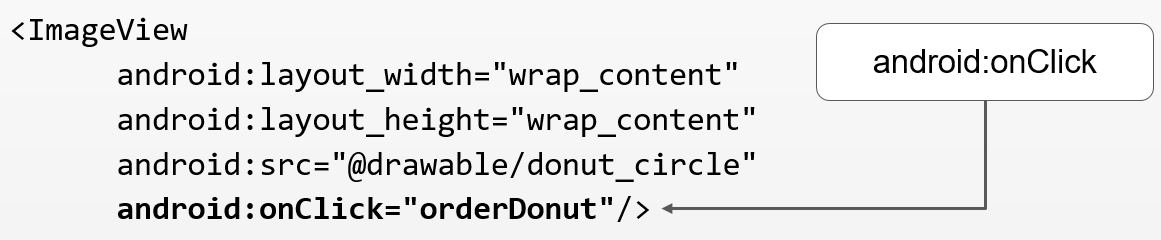 <ImageView
android:layout_width="wrap_content"
android:layout_height="wrap_content"
android:src="@drawable/donut_circle"
android:onClick="orderDonut"/>
android:onClick